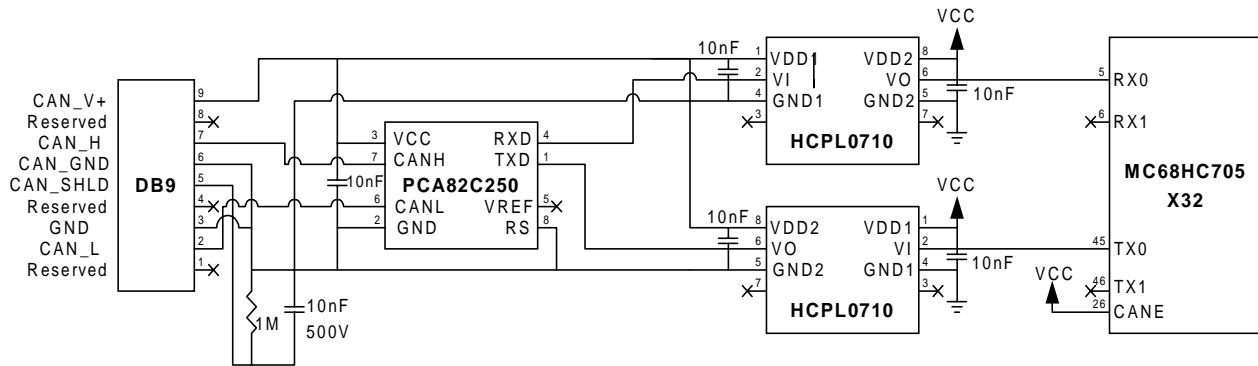 CAN_V+
Reserved
CAN_H
CAN_GND
CAN_SHLD
Reserved
GND
CAN_L
Reserved
DB9
9
8
7
6
5
4
3
2
1
1M
10nF
500V
10nF
3
7
6
2
VCC
CANH
CANL
GND
PCA82C250
RXD
TXD
VREF
RS
4
1
5
8
10nF
1
2
4
3
VDD1
VI
GND1
VDD2
VO
GND2
8
6
5
7
HCPL0710
VCC
10nF
10nF
8
6
5
7
VDD2
VO
GND2
VDD1
VI
GND1
1
2
4
3
HCPL0710
VCC
10nF
VCC
5
6
45
46
26
RX0
RX1
MC68HC705
X32
TX0
TX1
CANE